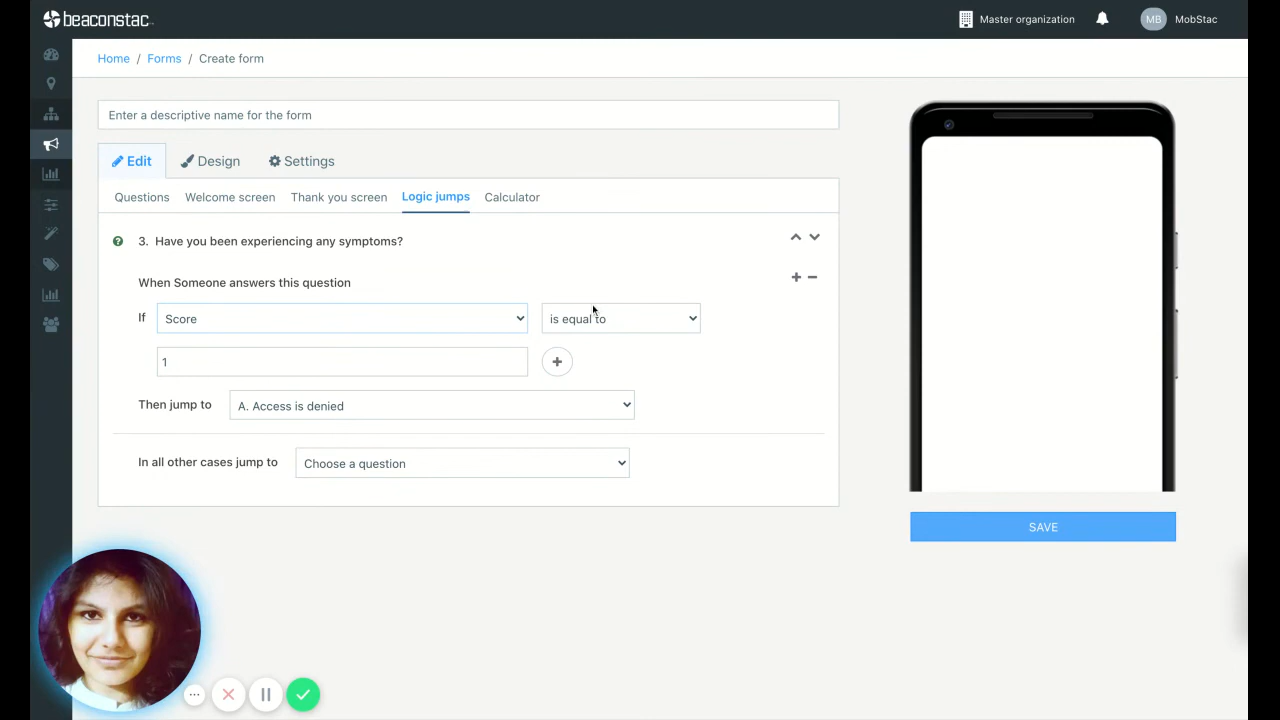 beaconstac
Master organization
MB
MobStac
Home / Forms / Create form
Enter a descriptive name for the form
Edit
Design
Settings
Questions
Welcome screen
Thank you screen
Logic jumps
Calculator
3. Have you been experiencing any symptoms?
When Someone answers this question
If
Score
is equal to
1
Then jump to
A. Access is denied
In all other cases jump to
Choose a question
SAVE